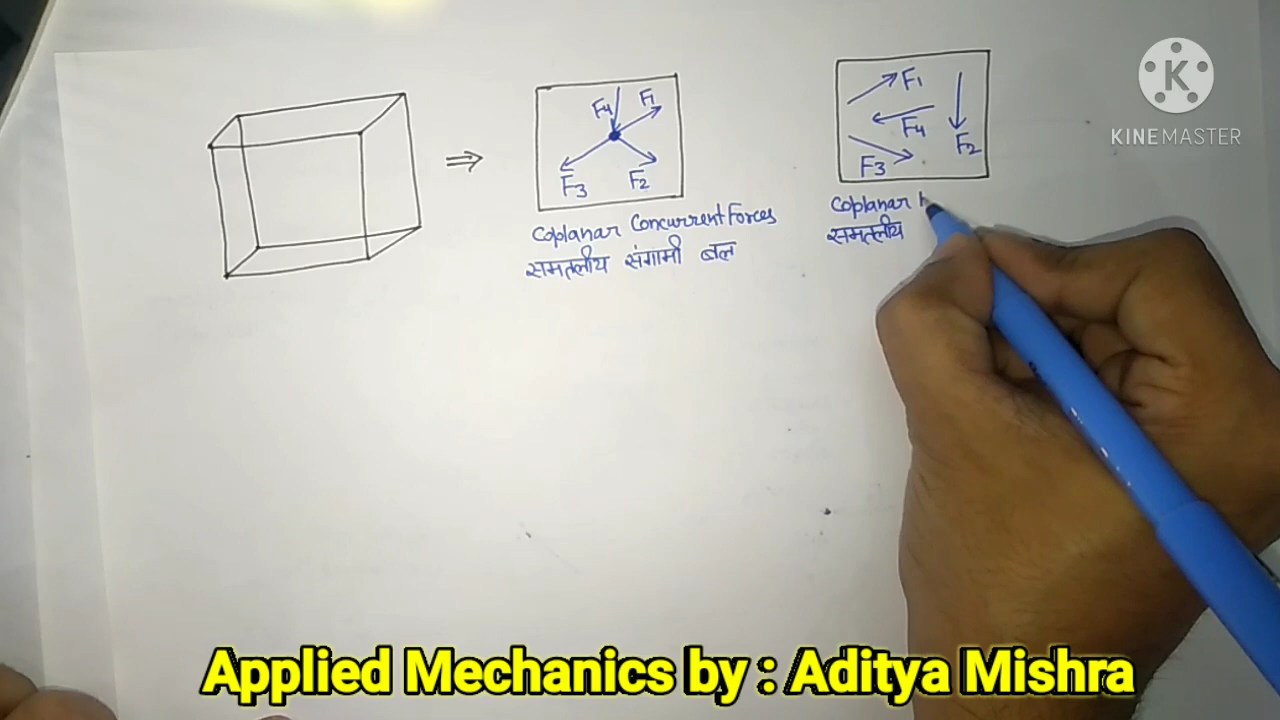 F4 F1
F3 F2
Coplanar Concurrent Forces
समतलीय संगामी बल
F1
F4
F2
F3
Coplanar
समतलीय
K
KINEMASTER
Applied Mechanics by : Aditya Mishra